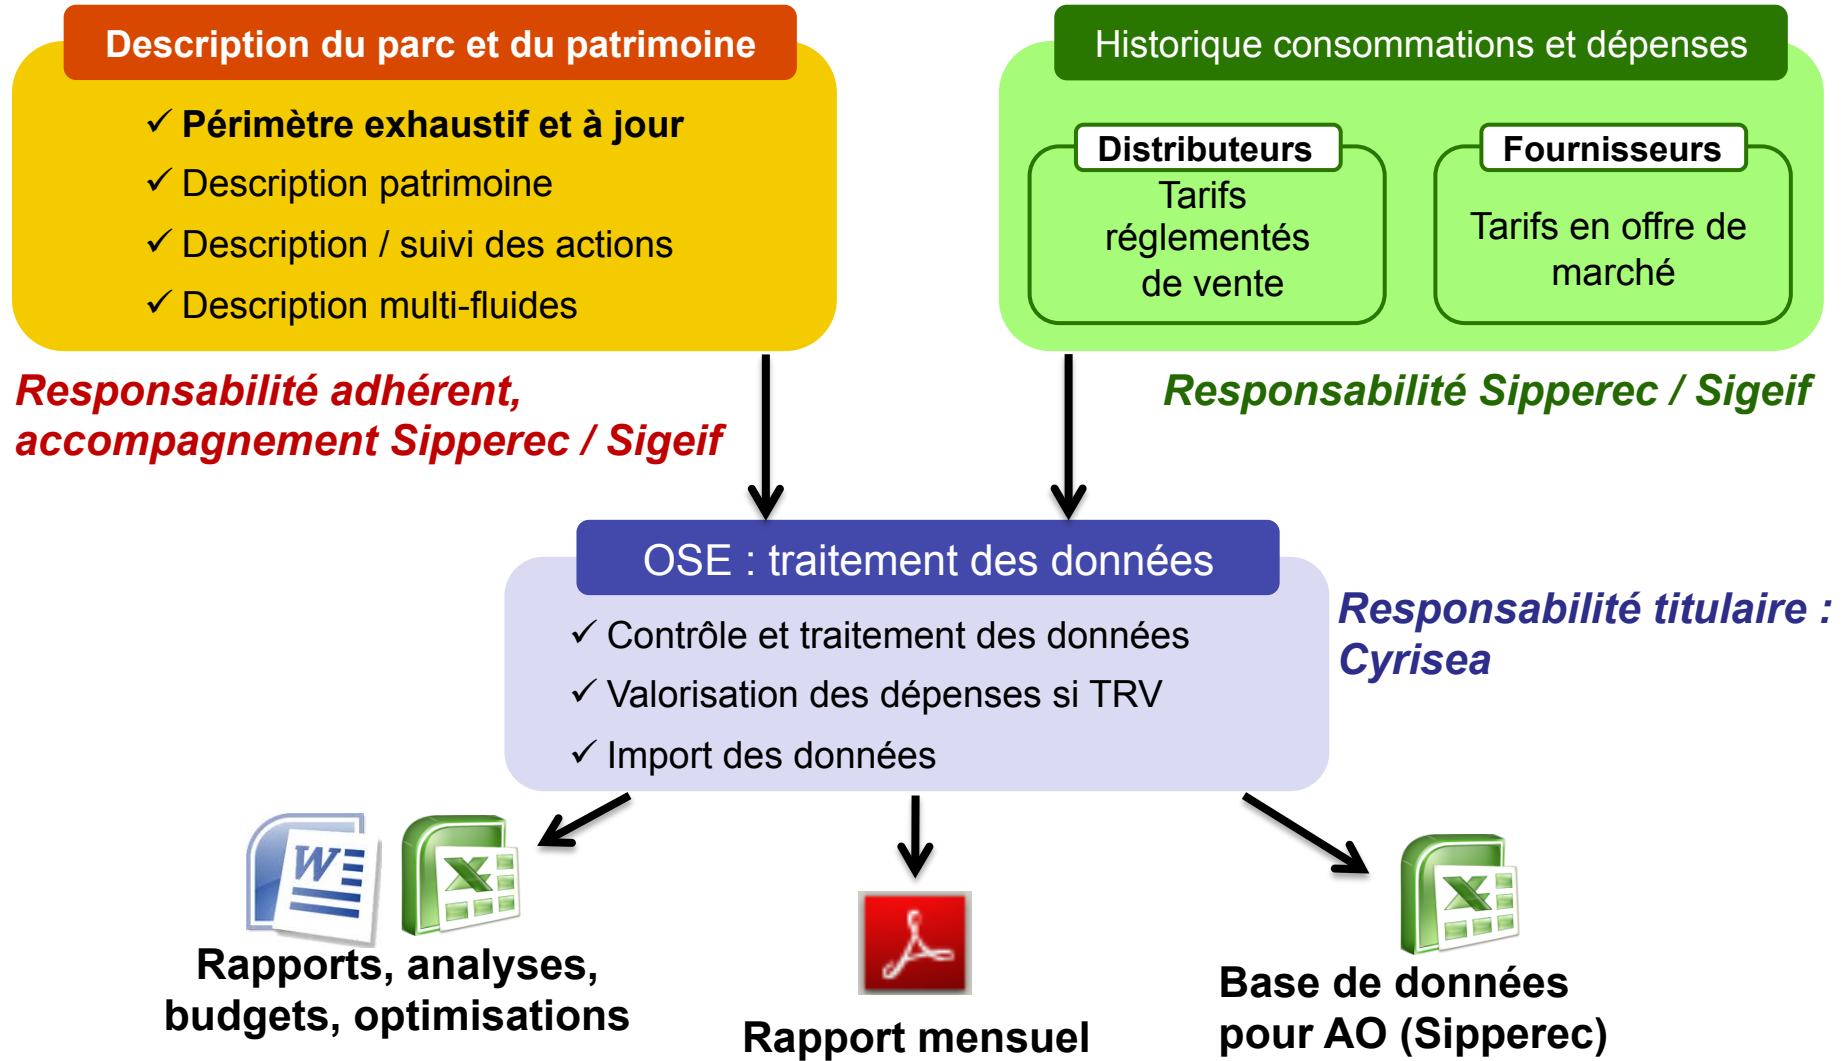 Description du parc et du patrimoine
✓ Périmètre exhaustif et à jour
✓ Description patrimoine
✓ Description / suivi des actions
✓ Description multi-fluides
Responsabilité adhérent,
accompagnement Sipperec / Sigeif
Historique consommations et dépenses
Distributeurs
Tarifs
réglementés
de vente
Fournisseurs
Tarifs en offre de
marché
Responsabilité Sipperec / Sigeif
OSE : traitement des données
✓ Contrôle et traitement des données
✓ Valorisation des dépenses si TRV
✓ Import des données
Responsabilité titulaire :
Cyrisea
W
X
Rapports, analyses,
budgets, optimisations
Rapport mensuel
X
Base de données
pour AO (Sipperec)